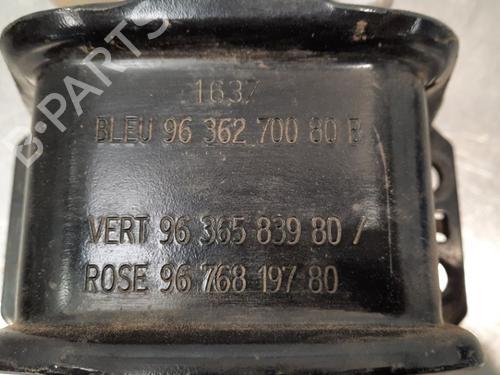 1637
BLEU 96 362 700 80 B
VERT 96 365 839 80 /
ROSE 96 768 197 80
B-PARTS